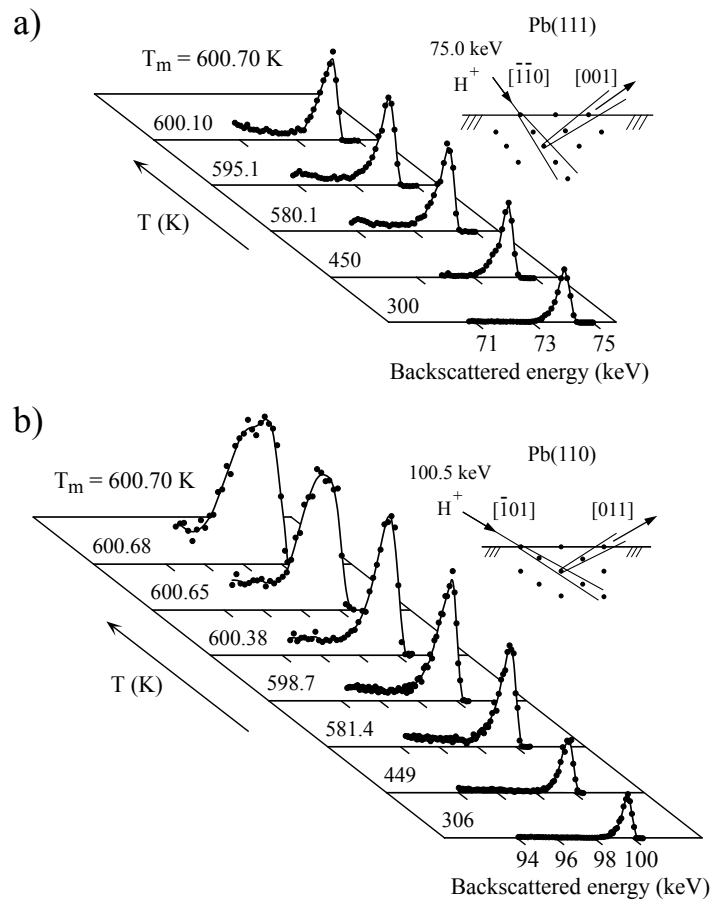 a)
Pb(111)
T_m = 600.70 K
75.0 keV
H⁺
[1̄1̄0]
[001]
600.10
595.1
580.1
450
300
T (K)
71 73 75
Backscattered energy (keV)
b)
Pb(110)
T_m = 600.70 K
100.5 keV
H⁺
[1̄01]
[011]
600.68
600.65
600.38
598.7
581.4
449
306
T (K)
94 96 98 100
Backscattered energy (keV)